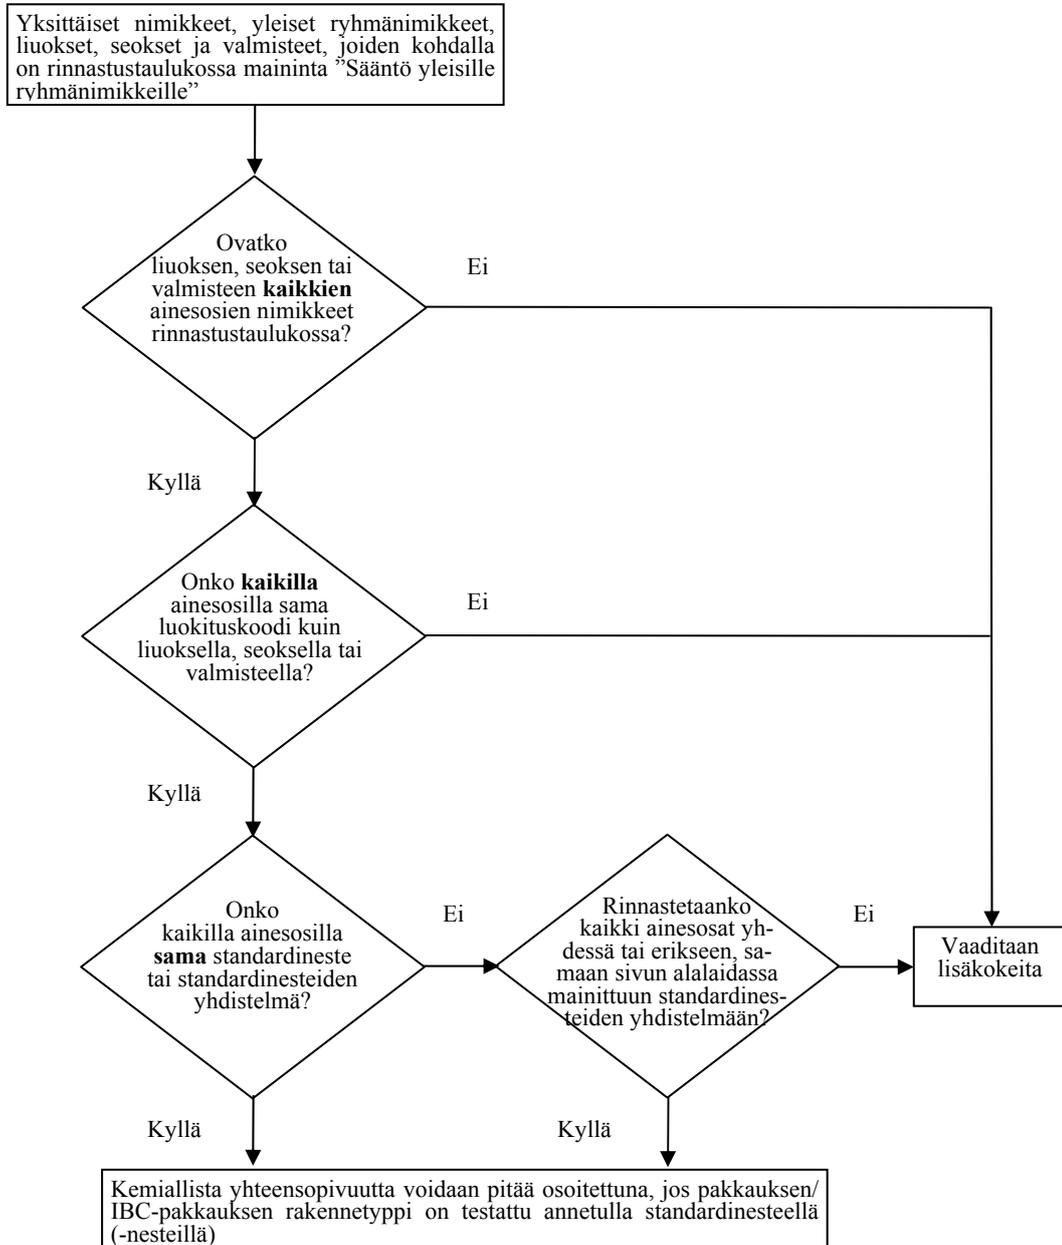 Yksittäiset nimikkeet, yleiset ryhmänimikkeet,
liuokset, seokset ja valmisteet, joiden kohdalla
on rinnastustaulukossa maininta ”Sääntö yleisille
ryhmänimikkeille”
Ovatko
liuoksen, seoksen tai
valmisteen kaikkien
ainesosien nimikkeet
rinnastustaulukossa?
Ei
Kyllä
Onko kaikilla
ainesosilla sama
luokituskoodi kuin
liuoksella, seoksella tai
valmisteella?
Ei
Kyllä
Onko
kaikilla ainesosilla
sama standardineste
tai standardinesteiden
yhdistelmä?
Ei
Rinnastetaanko
kaikki ainesosat yh-
dessä tai erikseen, sa-
maan sivun alalaidassa
mainittuun standardines-
teiden yhdistelmään?
Ei
Vaaditaan
lisäkokeita
Kyllä
Kyllä
Kemiallista yhteensopivuutta voidaan pitää osoitettuna, jos pakkauksen/
IBC-pakkauksen rakennetyppi on testattu annetulla standardinesteellä
(-nesteillä)